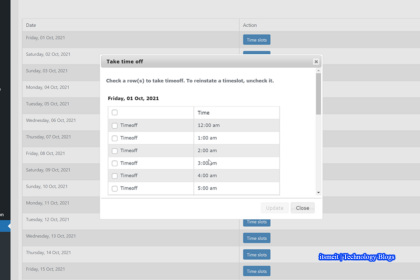 Date Action
Friday, 01 Oct, 2021 Time slots
Saturday, 02 Oct, 2021
Take time off
Sunday, 03 Oct, 2021
Check a row(s) to take timeoff. To reinstate a timeslot, uncheck it.
Monday, 04 Oct, 2021
Friday, 01 Oct, 2021
Tuesday, 05 Oct, 2021
Time
Wednesday, 06 Oct, 2021
Timeoff 12:00 am
Thursday, 07 Oct, 2021
Timeoff 1:00 am
Friday, 08 Oct, 2021
Timeoff 2:00 am
Saturday, 09 Oct, 2021
Timeoff 3:00 am
Sunday, 10 Oct, 2021
Timeoff 4:00 am
Timeoff 5:00 am
Monday, 11 Oct, 2021
Update Close
Tuesday, 12 Oct, 2021 Time slots
Wednesday, 13 Oct, 2021 Time slots
Thursday, 14 Oct, 2021 Time slots
Friday, 15 Oct, 2021 Time slots